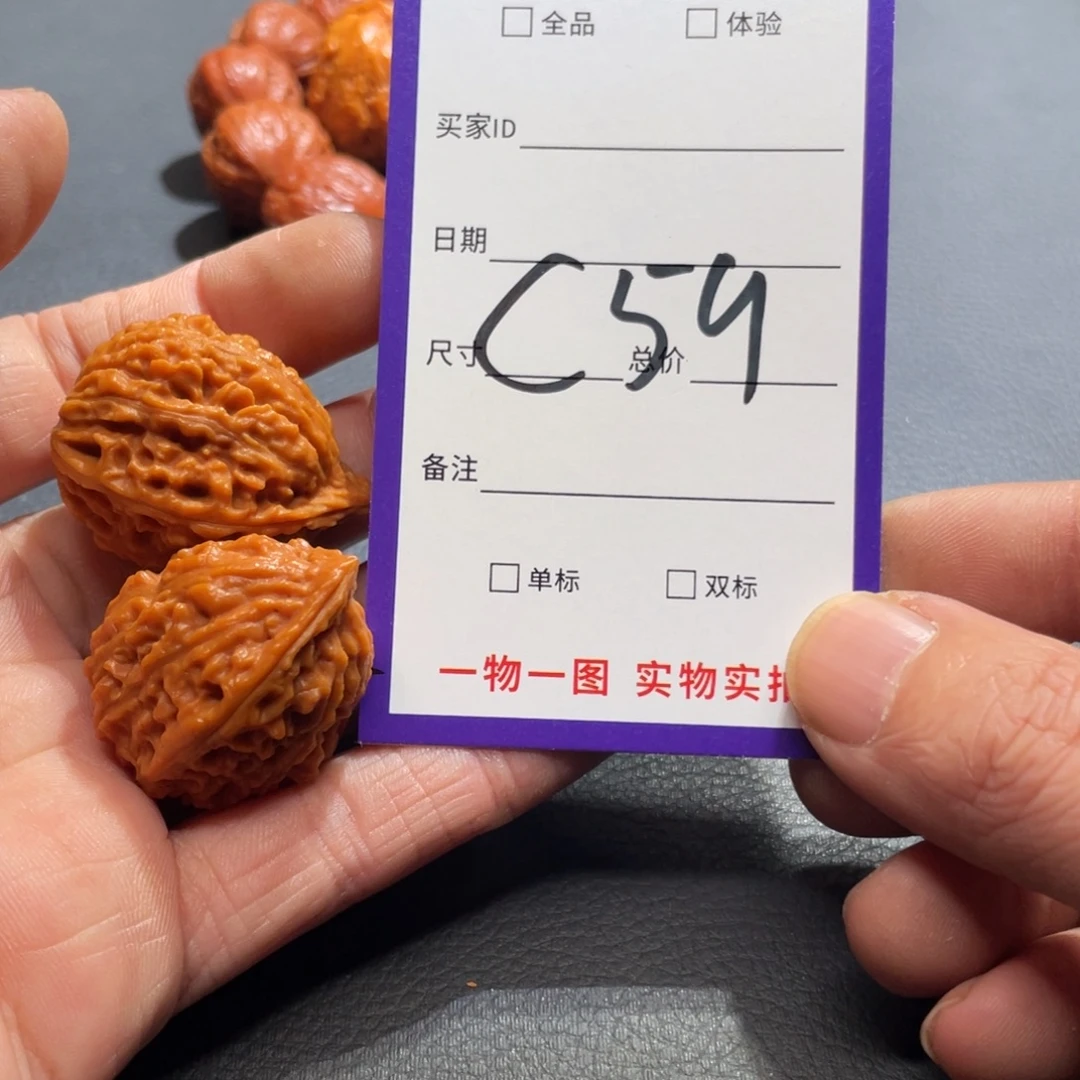 □ 全品 □ 体验
买家ID
日期
C59
尺寸 总价
备注
□ 单标 □ 双标
一物一图 实物实拍